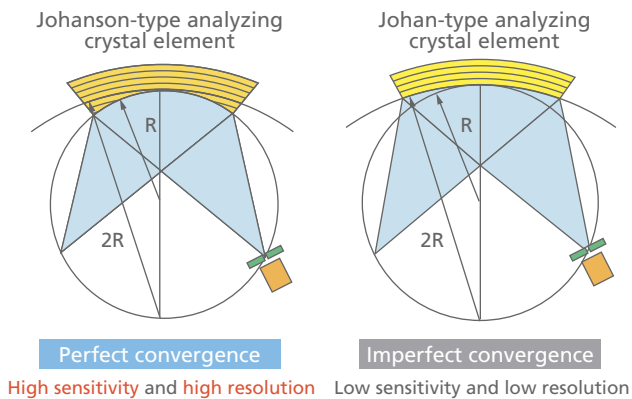 Johanson-type analyzing
crystal element
R
2R
Perfect convergence
High sensitivity and high resolution
Johan-type analyzing
crystal element
R
2R
Imperfect convergence
Low sensitivity and low resolution